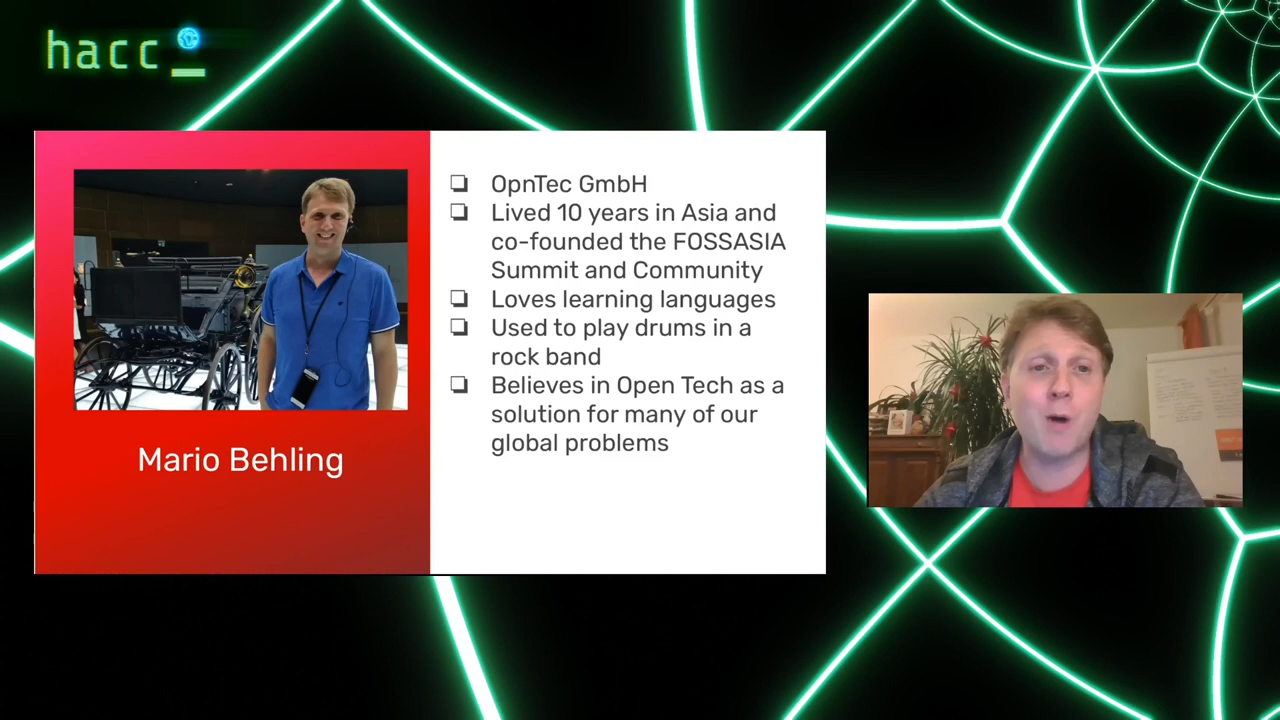 hacc
OpnTec GmbH
Lived 10 years in Asia and
co-founded the FOSSASIA
Summit and Community
Loves learning languages
Used to play drums in a
rock band
Believes in Open Tech as a
solution for many of our
global problems
Mario Behling